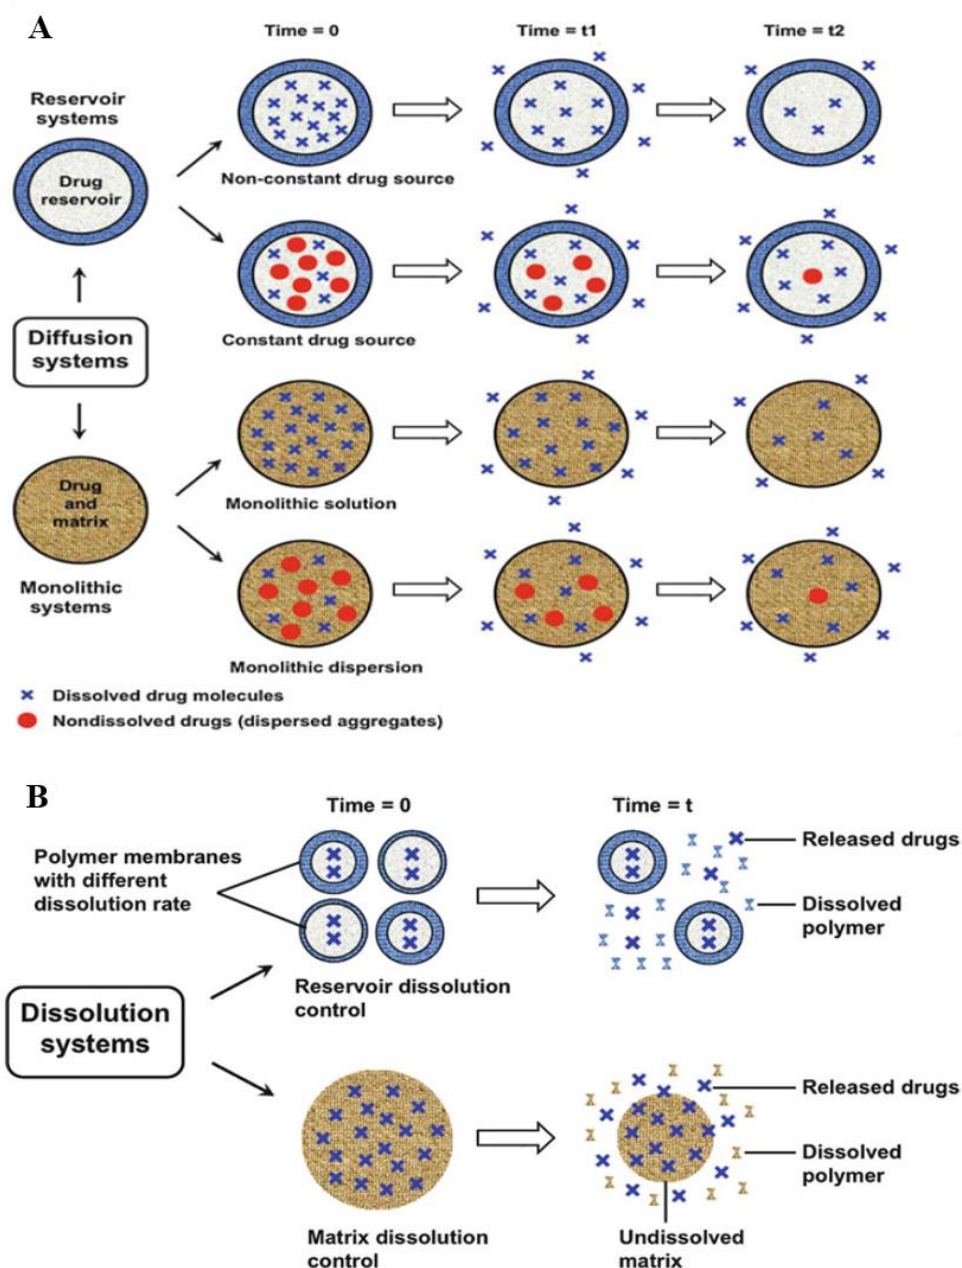 A
Time = 0
Time = t1
Time = t2
Reservoir
systems
Drug
reservoir
Non-constant drug source
Constant drug source
Diffusion
systems
Drug
and
matrix
Monolithic solution
Monolithic
systems
Monolithic dispersion
Dissolved drug molecules
Nondissolved drugs (dispersed aggregates)
B
Time = 0
Time = t
Polymer membranes
with different
dissolution rate
Released drugs
Dissolved
polymer
Reservoir dissolution
control
Dissolution
systems
Released drugs
Dissolved
polymer
Matrix dissolution
control
Undissolved
matrix